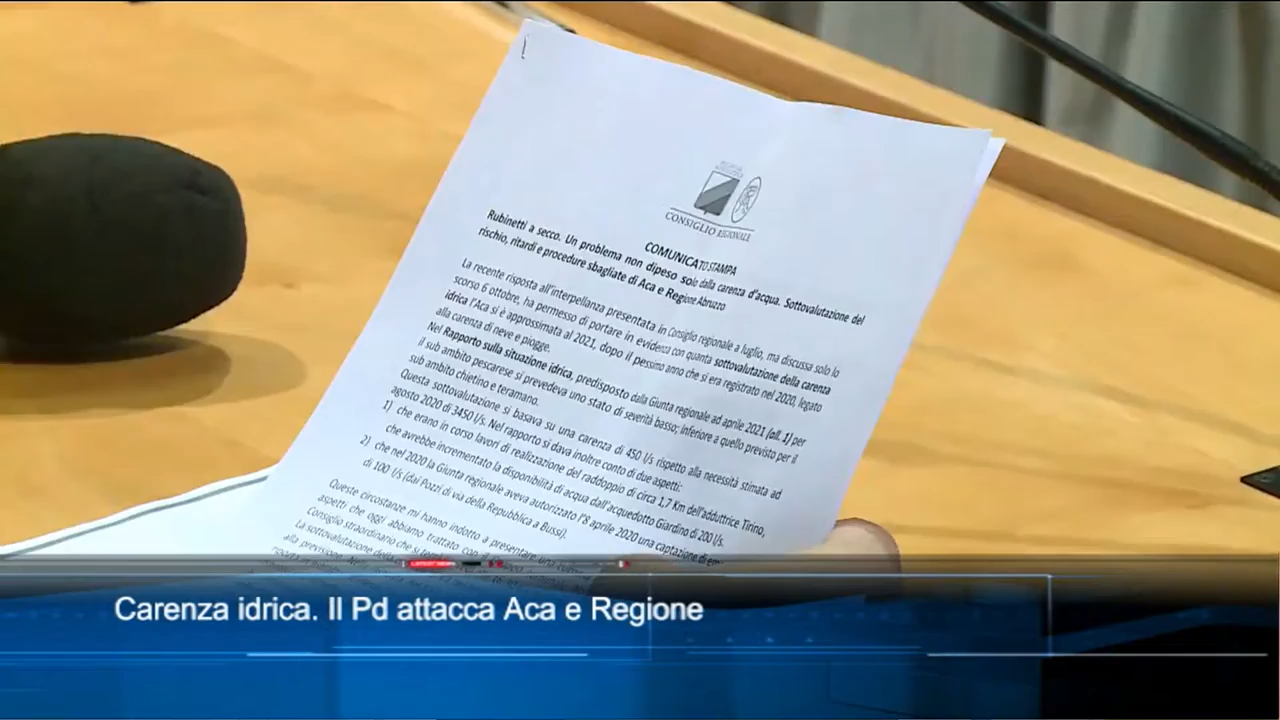 CONSIGLIO REGIONALE
COMUNICATO STAMPA
Rubinetti a secco. Un problema non dipeso solo dalla carenza d'acqua. Sottovalutazione del
rischio, ritardi e procedure sbagliate di Aca e Regione Abruzzo
La recente risposta all'interpellanza presentata in Consiglio regionale a luglio, ma discussa solo lo
scorso 6 ottobre, ha permesso di portare in evidenza con quanta sottovalutazione della carenza
idrica l'Aca si è approssimata al 2021, dopo il pessimo anno che si era registrato nel 2020, legato
alla carenza di neve e piogge.
Nel Rapporto sulla situazione idrica, predisposto dalla Giunta regionale ad aprile 2021 (all. 1) per
il sub ambito pescarese si prevedeva uno stato di severità basso; inferiore a quello previsto per il
sub ambito chietino e teramano.
Questa sottovalutazione si basava su una carenza di 450 l/s rispetto alla necessità stimata ad
agosto 2020 di 3450 l/s. Nel rapporto si dava inoltre conto di due aspetti:
1) che erano in corso lavori di realizzazione del raddoppio di circa 1,7 Km dell'adduttrice Tirino,
che avrebbe incrementato la disponibilità di acqua dall'acquedotto Giardino di 200 l/s.
2) che nel 2020 la Giunta regionale aveva autorizzato l'8 aprile 2020 una captazione di
di 100 l/s (dai Pozzi di via della Repubblica a Bussi).
Queste circostanze mi hanno indotto a presentare una
aspetti che oggi abbiamo trattato con il
Consiglio straordinario che si
La sottovalutazione della
alla previsione.
LATEST NEWS
Carenza idrica. Il Pd attacca Aca e Regione